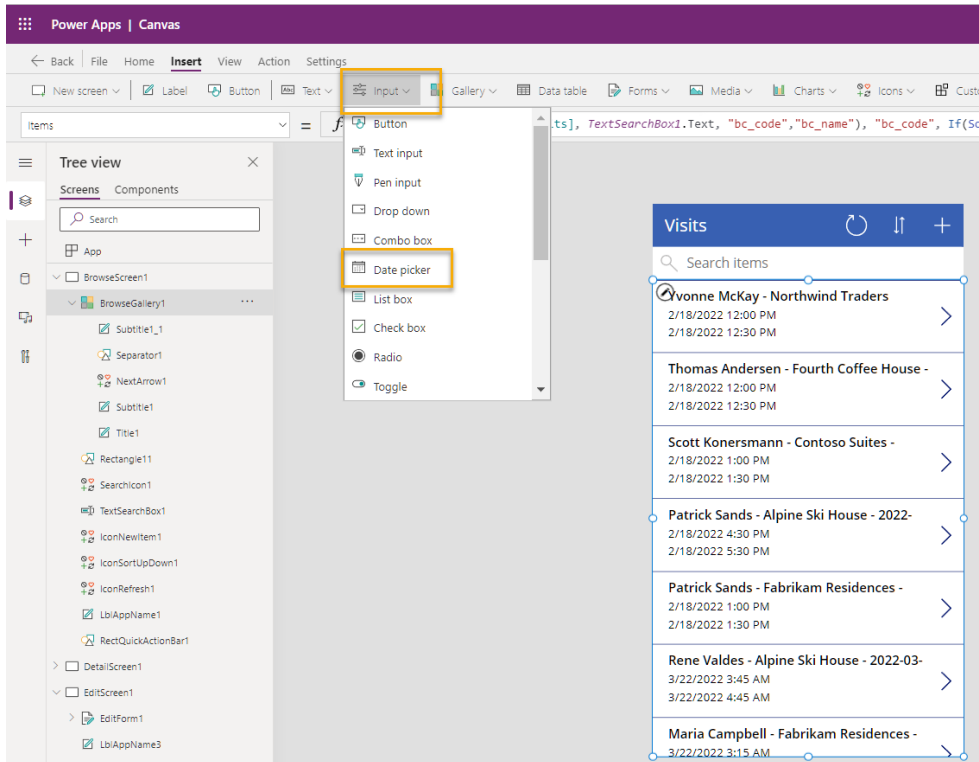 Power Apps | Canvas
Back File Home Insert View Action Settings
New screen Label Button Text Input Gallery Data table Forms Media Charts Icons Cust
Items = f ts], TextSearchBox1.Text, "bc_code","bc_name"), "bc_code", If(So
Tree view
Screens Components
Search
App
BrowseScreen1
BrowseGallery1
Subtitle1_1
Separator1
NextArrow1
Subtitle1
Title1
Rectangle11
SearchIcon1
TextSearchBox1
IconNewItem1
IconSortUpDown1
IconRefresh1
LblAppName1
RectQuickActionBar1
DetailScreen1
EditScreen1
EditForm1
LblAppName3
Button
Text input
Pen input
Drop down
Combo box
Date picker
List box
Check box
Radio
Toggle
Visits
Search items
Yvonne McKay - Northwind Traders
2/18/2022 12:00 PM
2/18/2022 12:30 PM
Thomas Andersen - Fourth Coffee House -
2/18/2022 12:00 PM
2/18/2022 12:30 PM
Scott Konersmann - Contoso Suites -
2/18/2022 1:00 PM
2/18/2022 1:30 PM
Patrick Sands - Alpine Ski House - 2022-
2/18/2022 4:30 PM
2/18/2022 5:30 PM
Patrick Sands - Fabrikam Residences -
2/18/2022 1:00 PM
2/18/2022 1:30 PM
Rene Valdes - Alpine Ski House - 2022-03-
3/22/2022 3:45 AM
3/22/2022 4:45 AM
Maria Campbell - Fabrikam Residences -
3/22/2022 3:15 AM